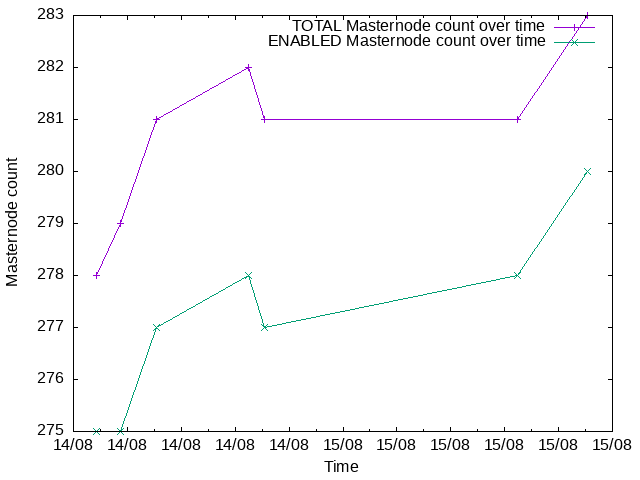 TOTAL Masternode count over time
ENABLED Masternode count over time
283
282
281
280
279
278
277
276
275
Masternode count
14/08 14/08 14/08 14/08 14/08 15/08 15/08 15/08 15/08 15/08 15/08
Time